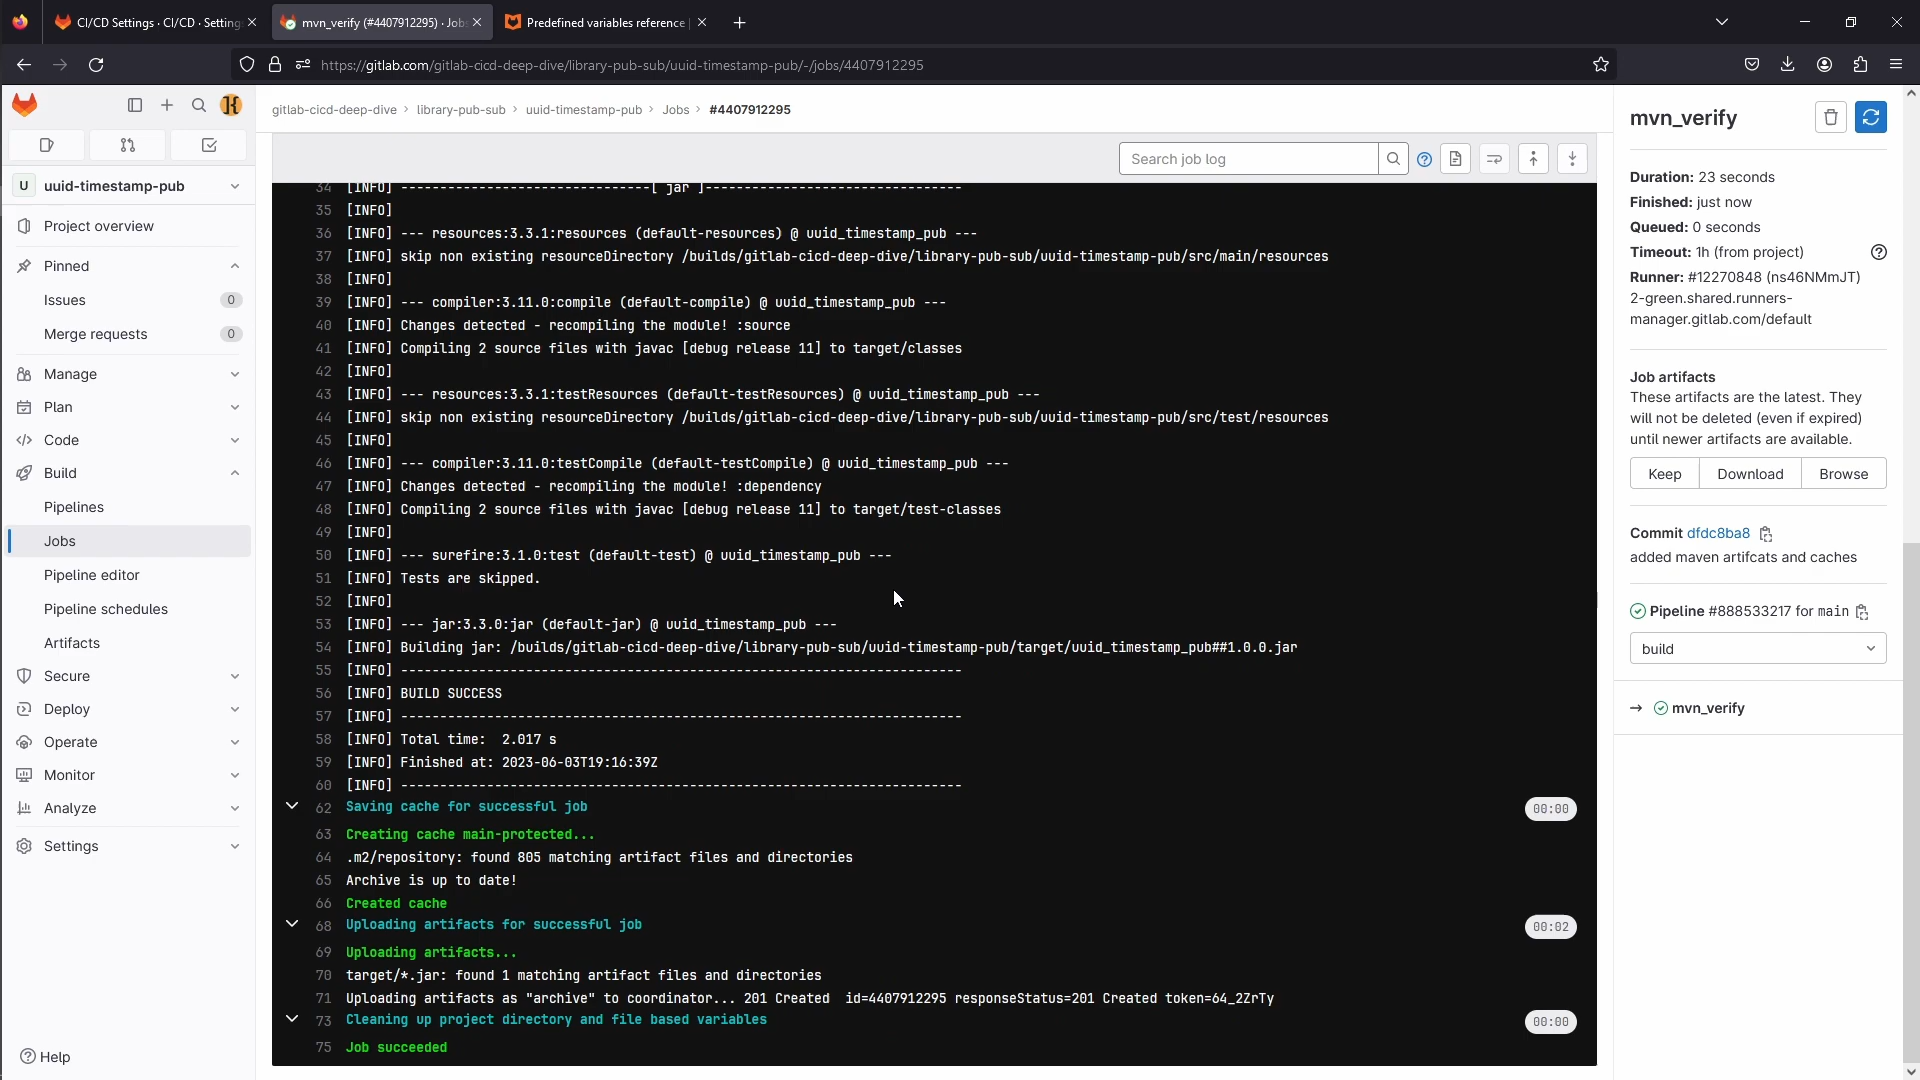 CI/CD Settings · CI/CD · Setting
mvn_verify (#4407912295) · Job
Predefined variables reference |
https://gitlab.com/gitlab-cicd-deep-dive/library-pub-sub/uuid-timestamp-pub/-/jobs/4407912295
gitlab-cicd-deep-dive › library-pub-sub › uuid-timestamp-pub › Jobs › #4407912295
U uuid-timestamp-pub
Project overview
Pinned
Issues 0
Merge requests 0
Manage
Plan
Code
Build
Pipelines
Jobs
Pipeline editor
Pipeline schedules
Artifacts
Secure
Deploy
Operate
Monitor
Analyze
Settings
Help
Search job log
34 [INFO] --------------------------------[ jar ]---------------------------------
35 [INFO]
36 [INFO] --- resources:3.3.1:resources (default-resources) @ uuid_timestamp_pub ---
37 [INFO] skip non existing resourceDirectory /builds/gitlab-cicd-deep-dive/library-pub-sub/uuid-timestamp-pub/src/main/resources
38 [INFO]
39 [INFO] --- compiler:3.11.0:compile (default-compile) @ uuid_timestamp_pub ---
40 [INFO] Changes detected - recompiling the module! :source
41 [INFO] Compiling 2 source files with javac [debug release 11] to target/classes
42 [INFO]
43 [INFO] --- resources:3.3.1:testResources (default-testResources) @ uuid_timestamp_pub ---
44 [INFO] skip non existing resourceDirectory /builds/gitlab-cicd-deep-dive/library-pub-sub/uuid-timestamp-pub/src/test/resources
45 [INFO]
46 [INFO] --- compiler:3.11.0:testCompile (default-testCompile) @ uuid_timestamp_pub ---
47 [INFO] Changes detected - recompiling the module! :dependency
48 [INFO] Compiling 2 source files with javac [debug release 11] to target/test-classes
49 [INFO]
50 [INFO] --- surefire:3.1.0:test (default-test) @ uuid_timestamp_pub ---
51 [INFO] Tests are skipped.
52 [INFO]
53 [INFO] --- jar:3.3.0:jar (default-jar) @ uuid_timestamp_pub ---
54 [INFO] Building jar: /builds/gitlab-cicd-deep-dive/library-pub-sub/uuid-timestamp-pub/target/uuid_timestamp_pub##1.0.0.jar
55 [INFO] ------------------------------------------------------------------------
56 [INFO] BUILD SUCCESS
57 [INFO] ------------------------------------------------------------------------
58 [INFO] Total time:  2.017 s
59 [INFO] Finished at: 2023-06-03T19:16:39Z
60 [INFO] ------------------------------------------------------------------------
62 Saving cache for successful job 00:00
63 Creating cache main-protected...
64 .m2/repository: found 805 matching artifact files and directories
65 Archive is up to date!
66 Created cache
68 Uploading artifacts for successful job 00:02
69 Uploading artifacts...
70 target/*.jar: found 1 matching artifact files and directories
71 Uploading artifacts as "archive" to coordinator... 201 Created  id=4407912295 responseStatus=201 Created token=64_2ZrTy
73 Cleaning up project directory and file based variables 00:00
75 Job succeeded
mvn_verify
Duration: 23 seconds
Finished: just now
Queued: 0 seconds
Timeout: 1h (from project)
Runner: #12270848 (ns46NMmJT)
2-green.shared.runners-
manager.gitlab.com/default
Job artifacts
These artifacts are the latest. They
will not be deleted (even if expired)
until newer artifacts are available.
Keep Download Browse
Commit dfdc8ba8
added maven artifcats and caches
Pipeline #888533217 for main
build
→ mvn_verify